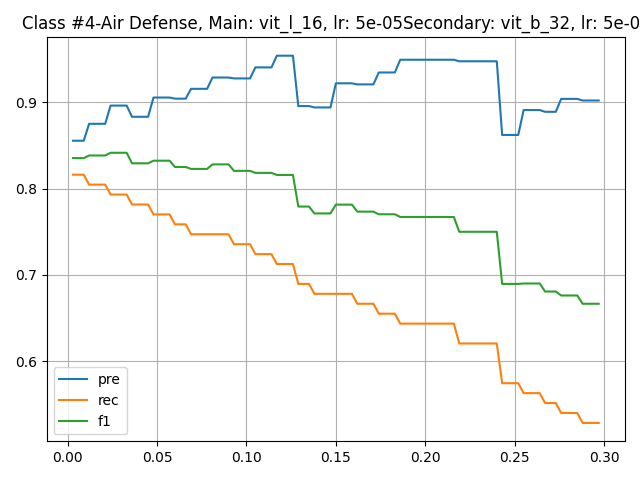 Class #4-Air Defense, Main: vit_l_16, lr: 5e-05Secondary: vit_b_32, lr: 5e-0
0.9
0.8
0.7
0.6
pre
rec
f1
0.00 0.05 0.10 0.15 0.20 0.25 0.30